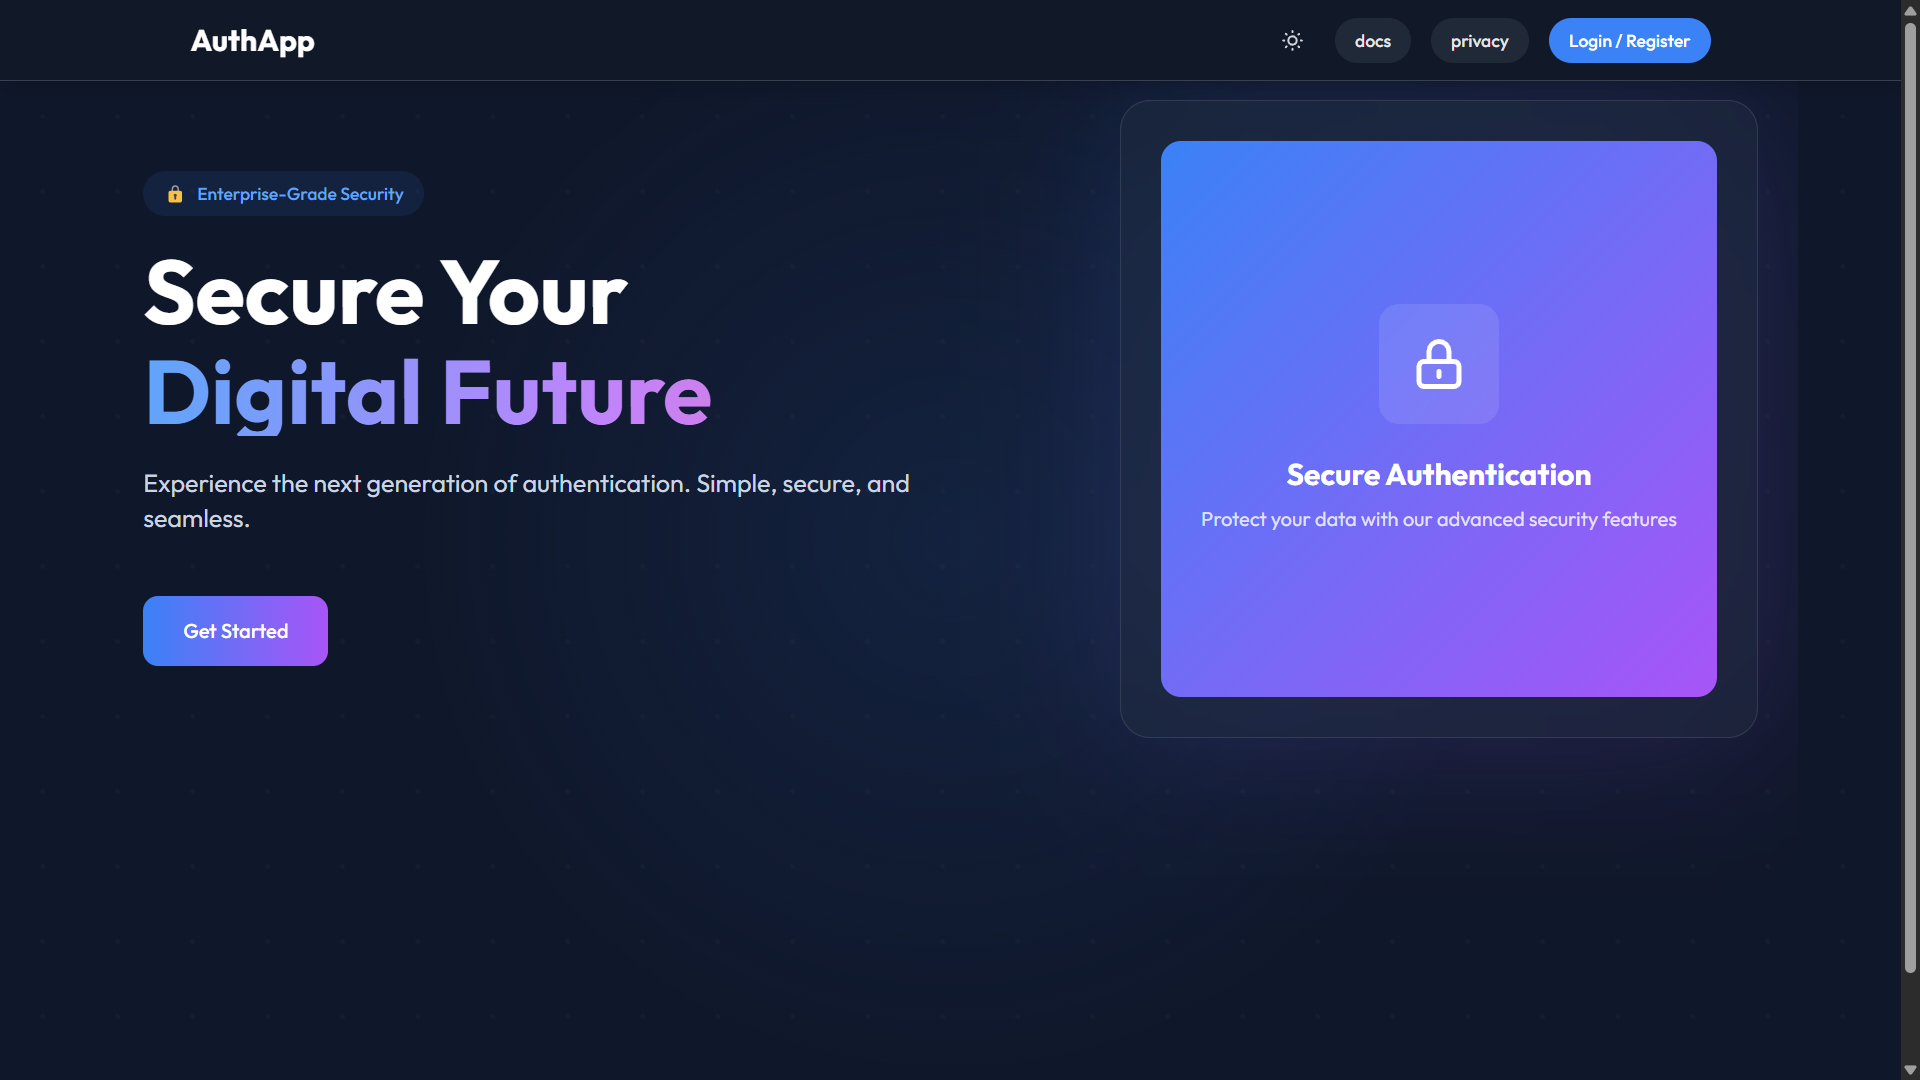 AuthApp
docs
privacy
Login / Register
Enterprise-Grade Security
Secure Your
Digital Future
Experience the next generation of authentication. Simple, secure, and
seamless.
Get Started
Secure Authentication
Protect your data with our advanced security features